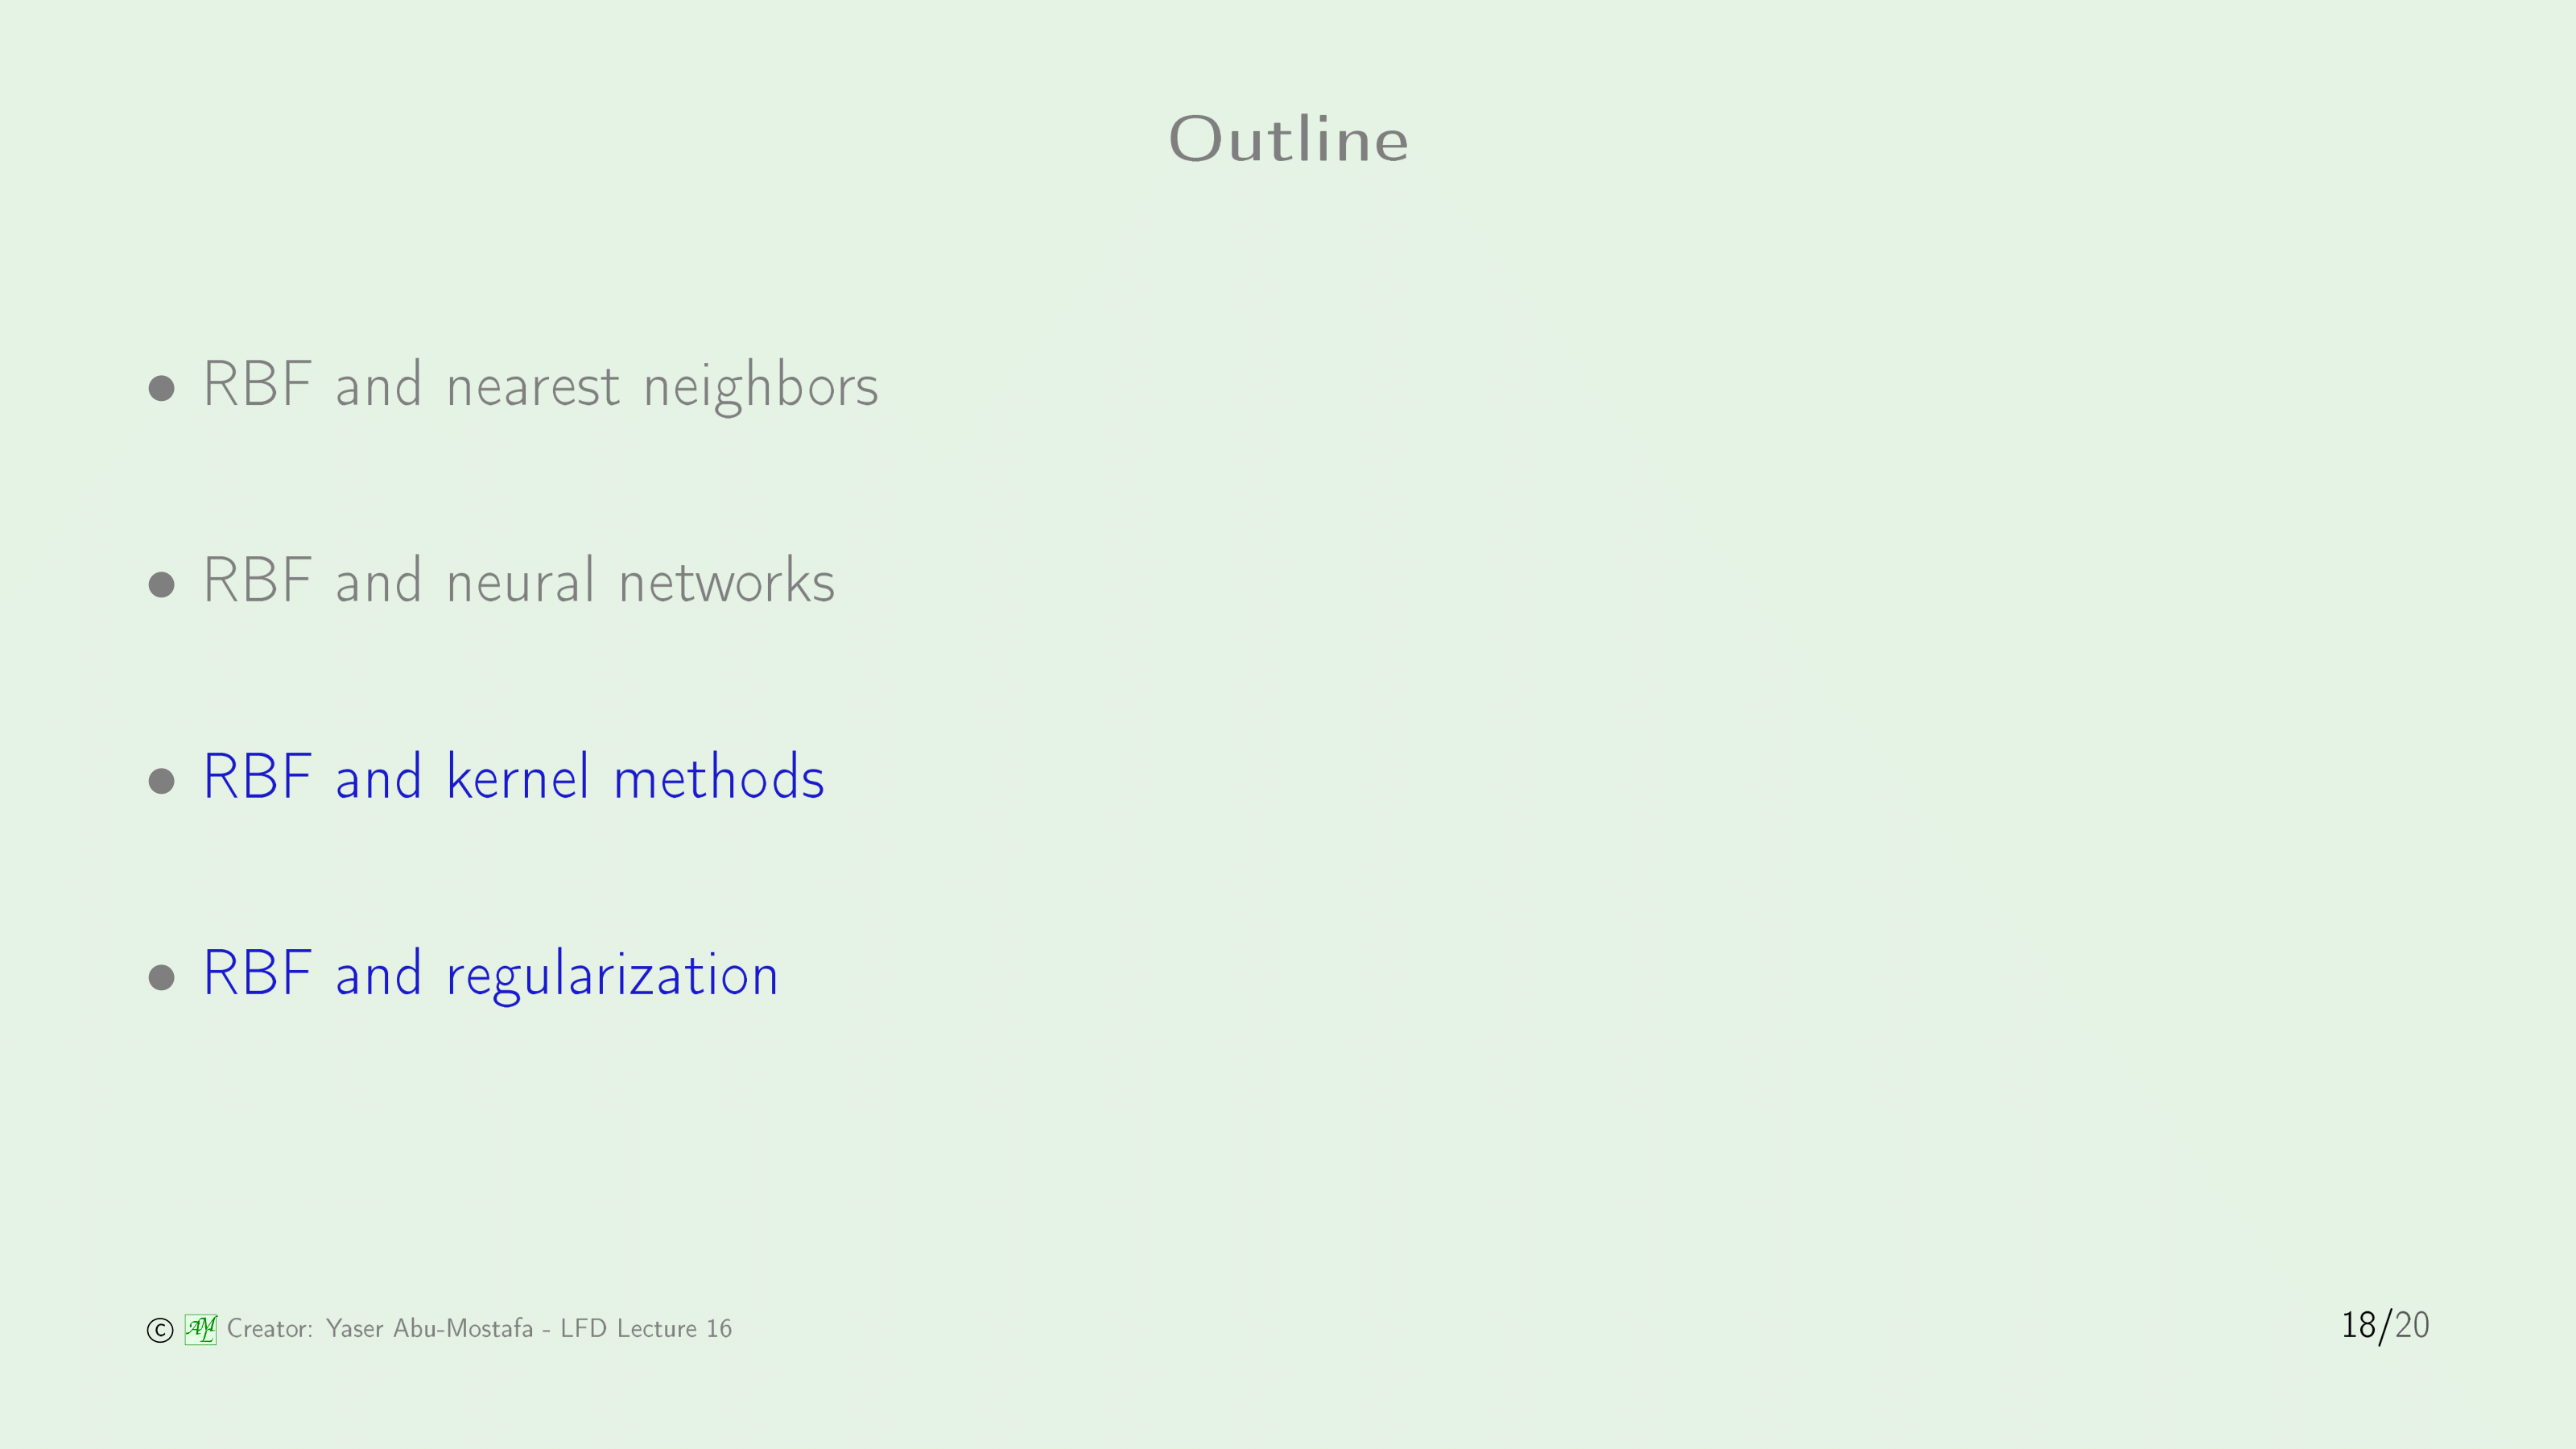 Outline
• RBF and nearest neighbors
• RBF and neural networks
• RBF and kernel methods
• RBF and regularization
© AML Creator: Yaser Abu-Mostafa - LFD Lecture 16
18/20